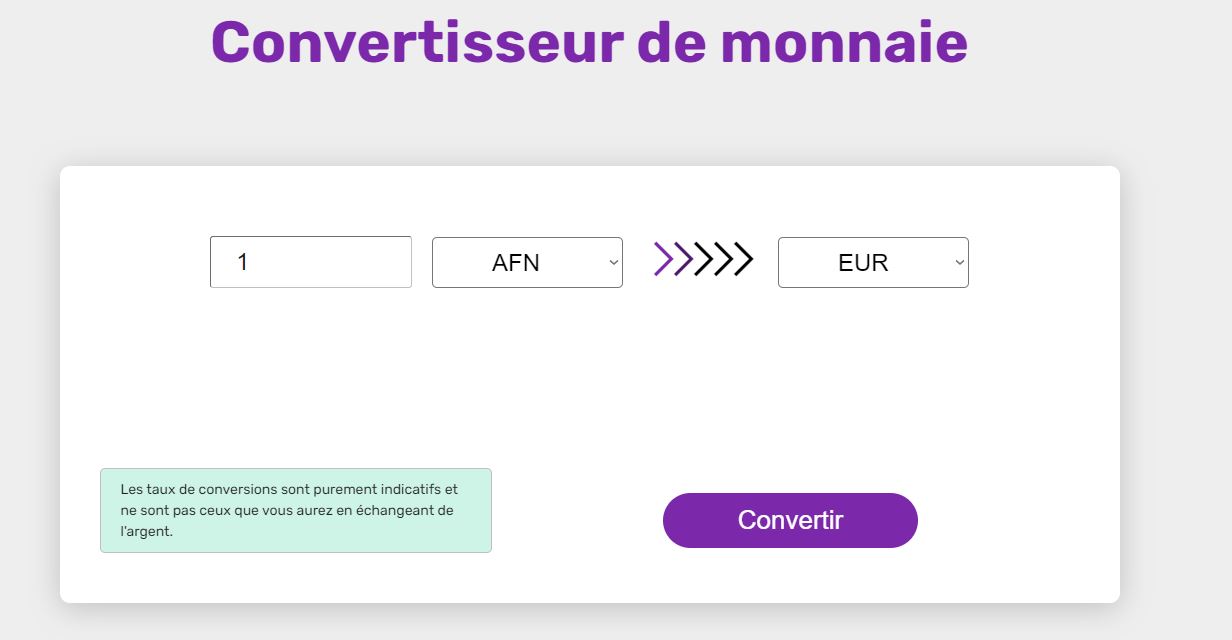 Convertisseur de monnaie
1
AFN
EUR
Les taux de conversions sont purement indicatifs et
ne sont pas ceux que vous aurez en échangeant de
l'argent.
Convertir